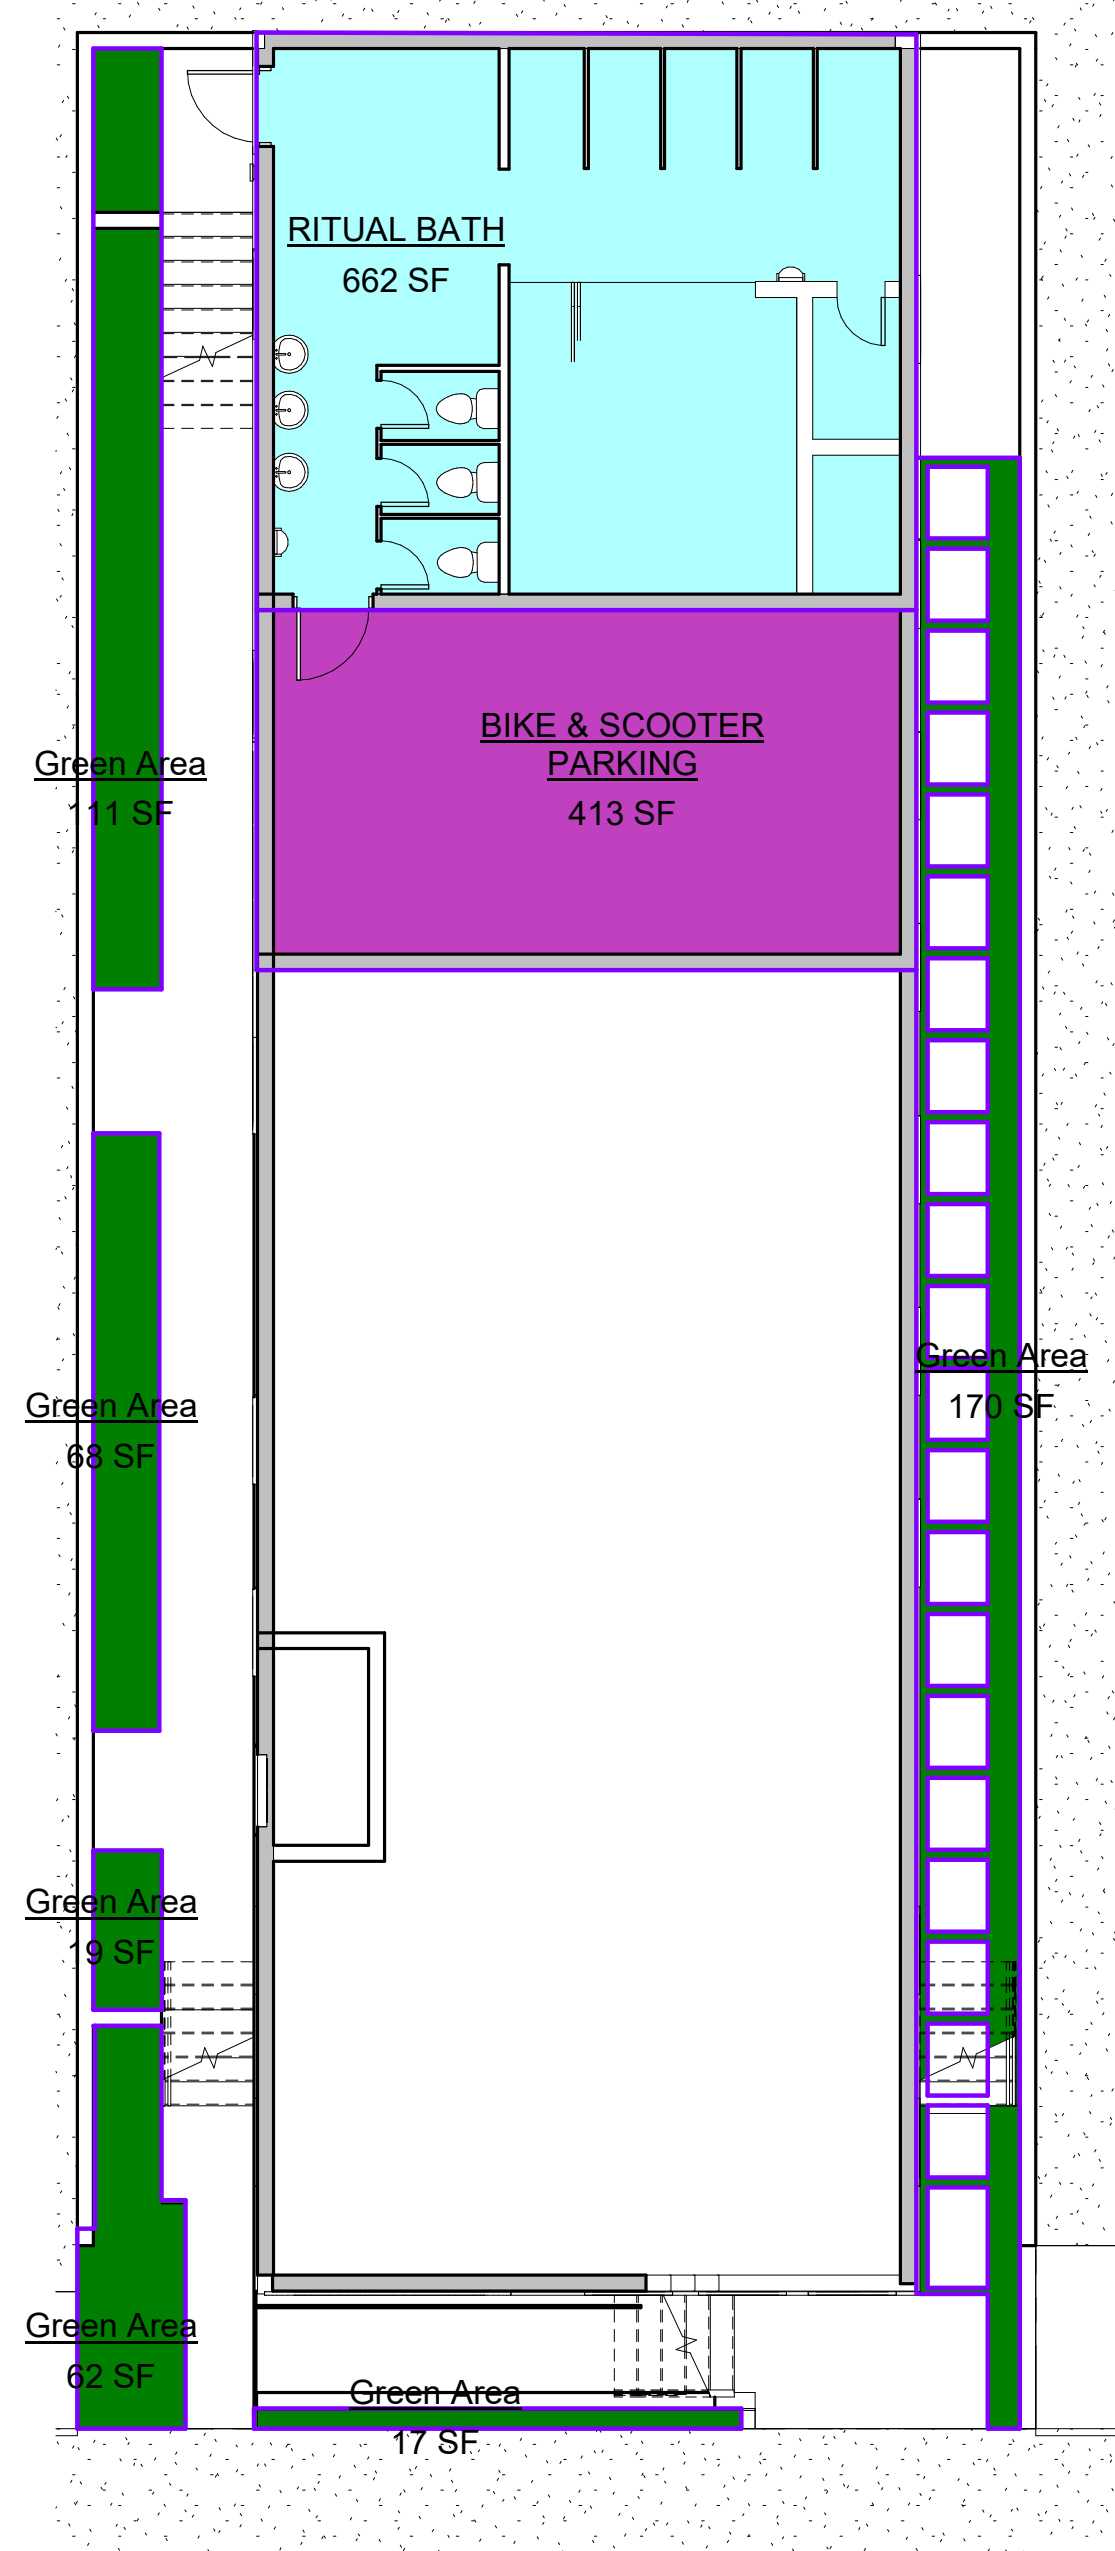 RITUAL BATH
662 SF
BIKE & SCOOTER
PARKING
413 SF
Green Area
111 SF
Green Area
170 SF
Green Area
68 SF
Green Area
19 SF
Green Area
62 SF
Green Area
17 SF